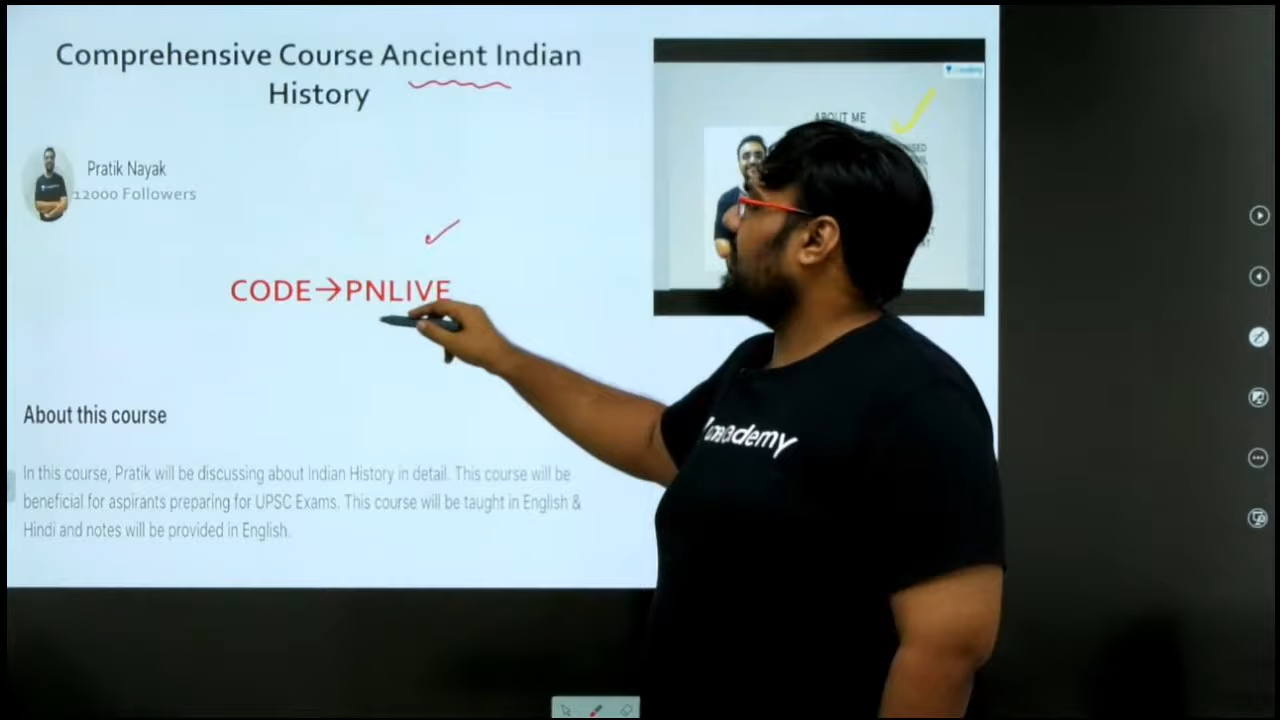 Comprehensive Course Ancient Indian
History
Pratik Nayak
12000 Followers
CODE→PNLIVE
About this course
In this course, Pratik will be discussing about Indian History in detail. This course will be
beneficial for aspirants preparing for UPSC Exams. This course will be taught in English &
Hindi and notes will be provided in English.
ABOUT ME